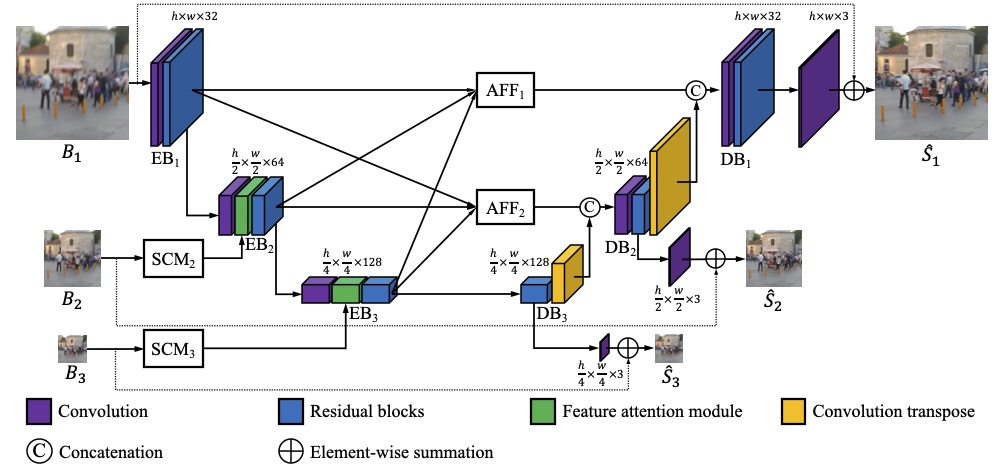 h×w×32
h×w×32
h×w×3
B₁
EB₁
AFF₁
C
DB₁
Ŝ₁
h/2 × w/2 ×64
EB₂
AFF₂
C
h/2 × w/2 ×64
DB₂
B₂
SCM₂
h/4 × w/4 ×128
EB₃
h/4 × w/4 ×128
DB₃
h/2 × w/2 ×3
Ŝ₂
B₃
SCM₃
h/4 × w/4 ×3
Ŝ₃
Convolution
Residual blocks
Feature attention module
Convolution transpose
C Concatenation
Element-wise summation